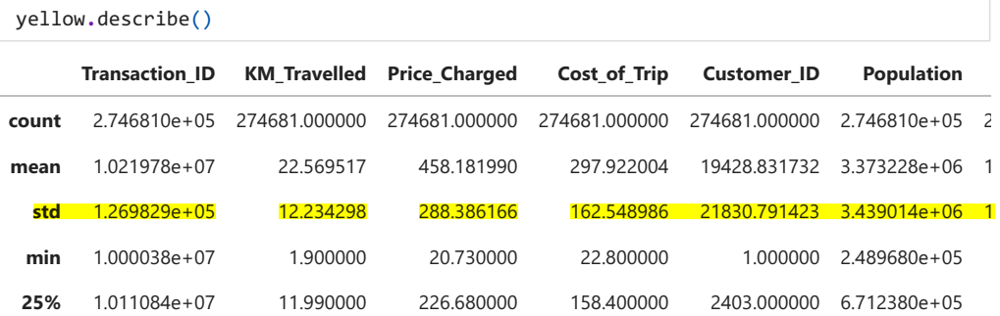 yellow.describe()
Transaction_ID KM_Travelled Price_Charged Cost_of_Trip Customer_ID Population
count 2.746810e+05 274681.000000 274681.000000 274681.000000 274681.000000 2.746810e+05 2
mean 1.021978e+07 22.569517 458.181990 297.922004 19428.831732 3.373228e+06 1
std 1.269829e+05 12.234298 288.386166 162.548986 21830.791423 3.439014e+06 1
min 1.000038e+07 1.900000 20.730000 22.800000 1.000000 2.489680e+05
25% 1.011084e+07 11.990000 226.680000 158.400000 2403.000000 6.712380e+05